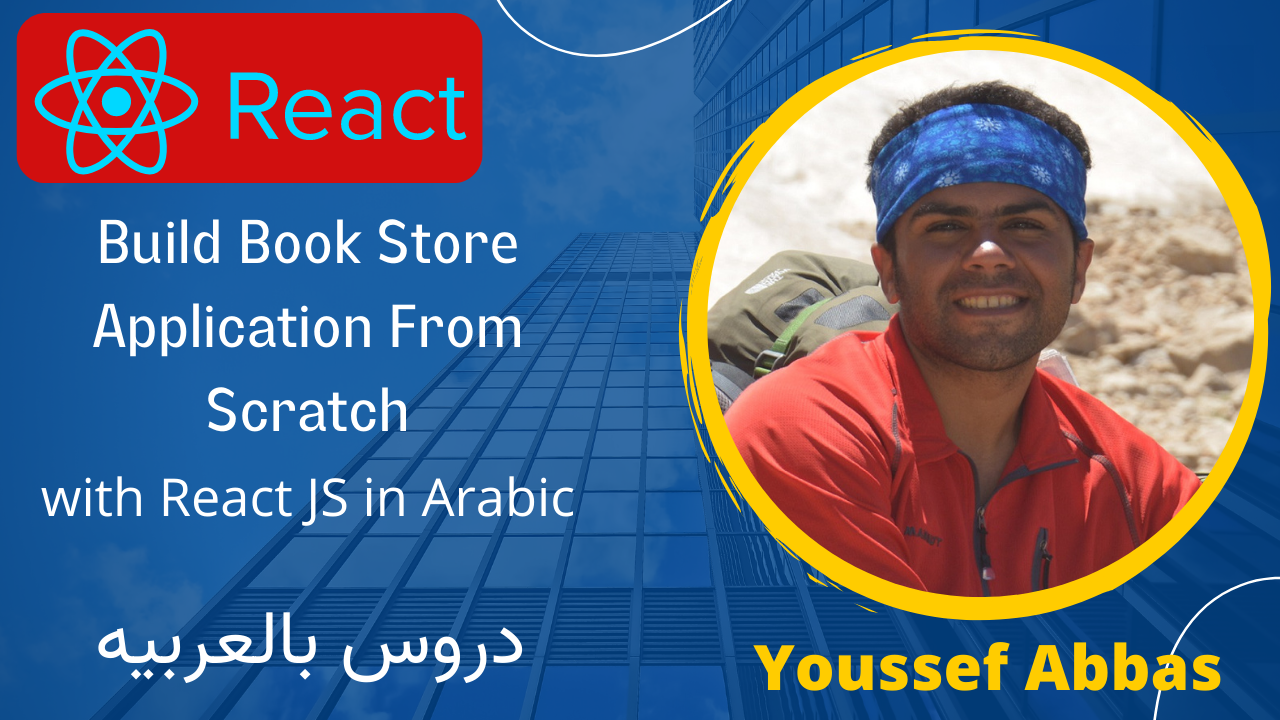 React
Build Book Store
Application From
Scratch
with React JS in Arabic
دروس بالعربيه
Youssef Abbas